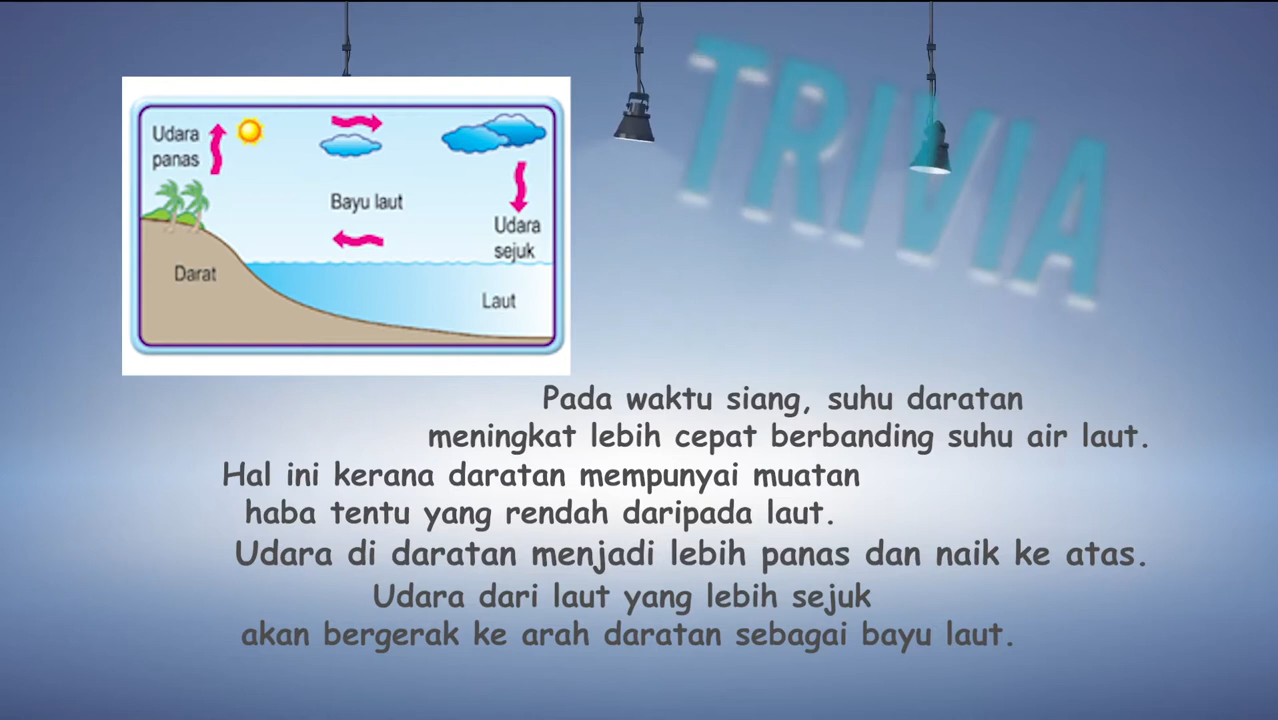 TRIVIA
Udara
panas
Bayu laut
Udara
sejuk
Darat
Laut
Pada waktu siang, suhu daratan
meningkat lebih cepat berbanding suhu air laut.
Hal ini kerana daratan mempunyai muatan
haba tentu yang rendah daripada laut.
Udara di daratan menjadi lebih panas dan naik ke atas.
Udara dari laut yang lebih sejuk
akan bergerak ke arah daratan sebagai bayu laut.